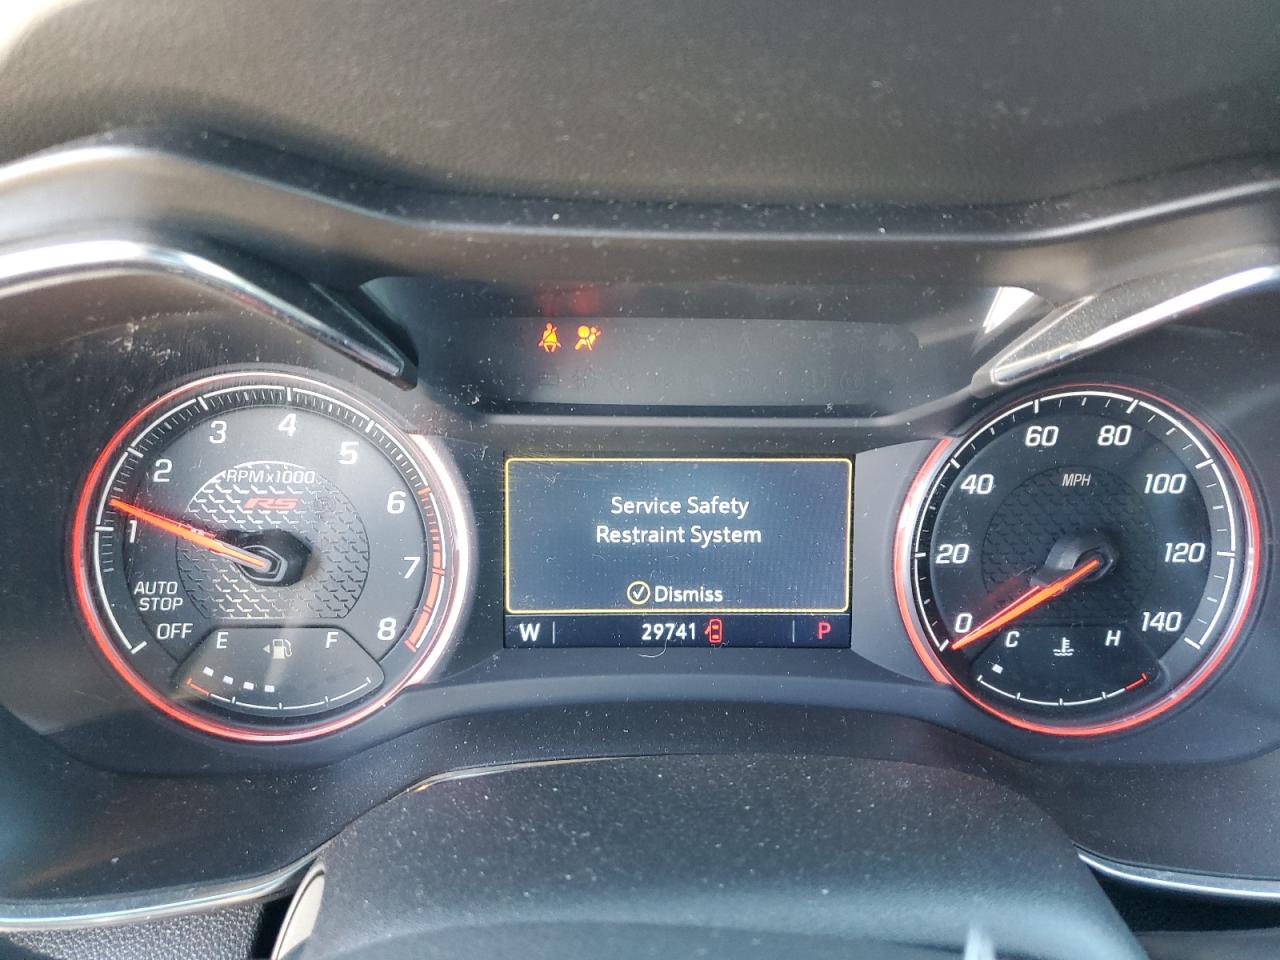 1
2
3
4
5
6
7
8
RPMx1000
RS
AUTO
STOP
OFF
E
F
Service Safety
Restraint System
Dismiss
W
29741
P
0
20
40
60
80
100
120
140
MPH
C
H